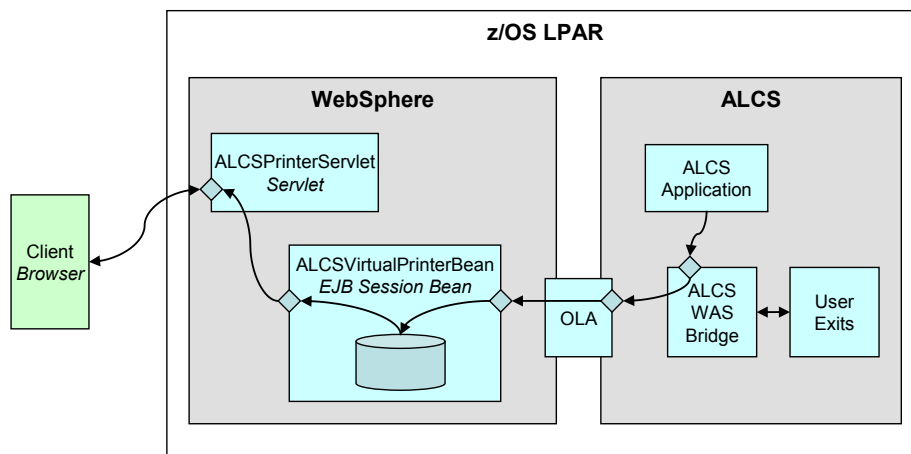 z/OS LPAR
WebSphere
ALCS
ALCSPrinterServlet
Servlet
ALCS
Application
Client
Browser
ALCSVirtualPrinterBean
EJB Session Bean
OLA
ALCS
WAS
Bridge
User
Exits